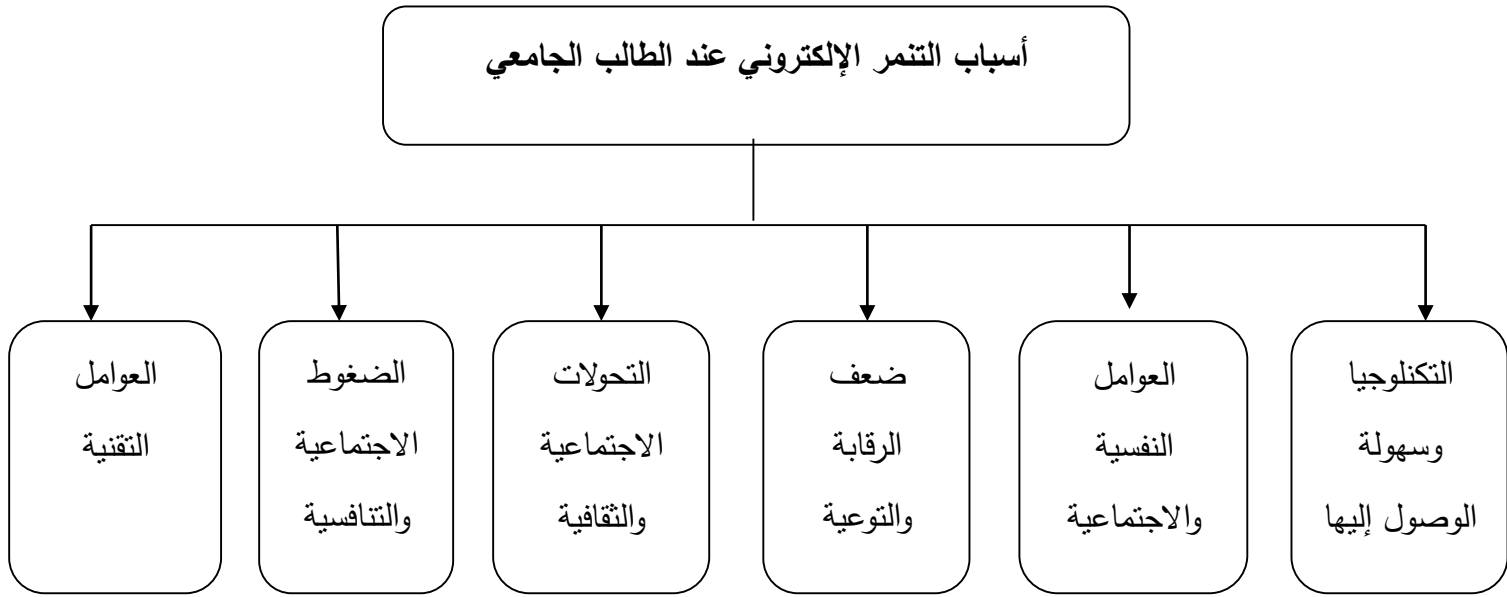 أسباب التنمر الإلكتروني عند الطالب الجامعي
التكنلوجيا
وسهولة
الوصول إليها
العوامل
النفسية
والاجتماعية
ضعف
الرقابة
والتوعية
التحولات
الاجتماعية
والثقافية
الضغوط
الاجتماعية
والتنافسية
العوامل
التقنية